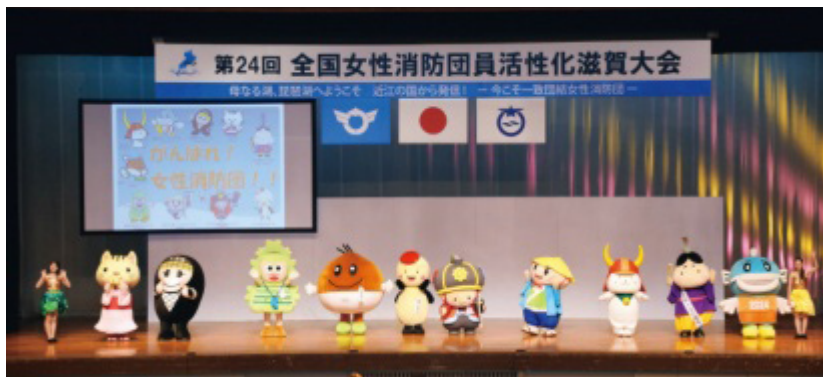 第24回 全国女性消防団員活性化滋賀大会
母なる湖、琵琶湖へようこそ 近江の国から発信! ー 今こそ一致団結女性消防団 ー
がんばれ!
女性消防団!!